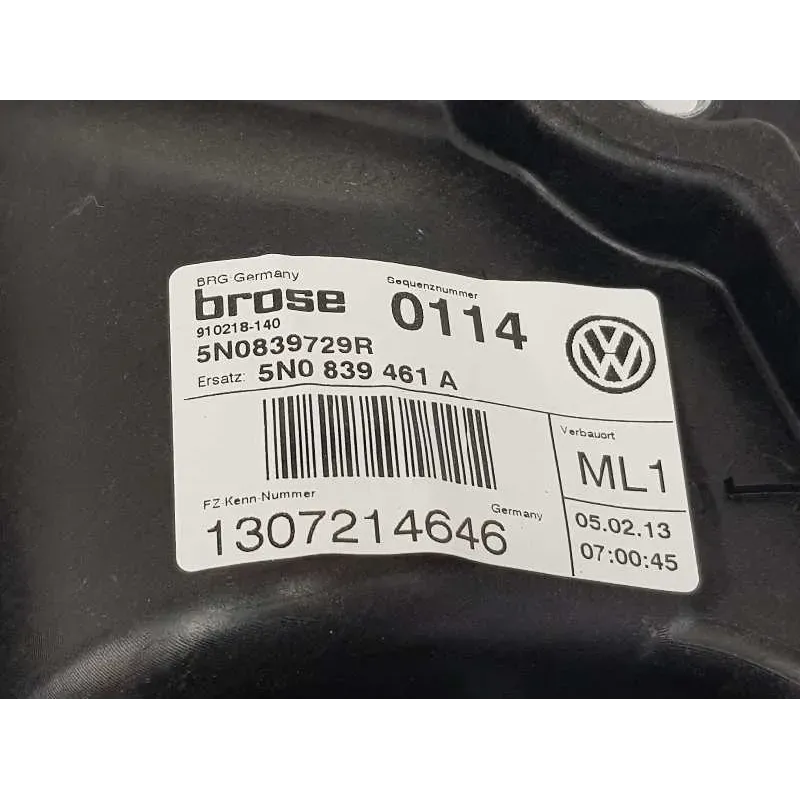 BRG Germany
brose
910218-140
Sequenznummer
0114
5N0839729R
Ersatz: 5N0 839 461 A
Verbauort
ML1
FZ-Kenn-Nummer
Germany
1307214646
05.02.13
07:00:45